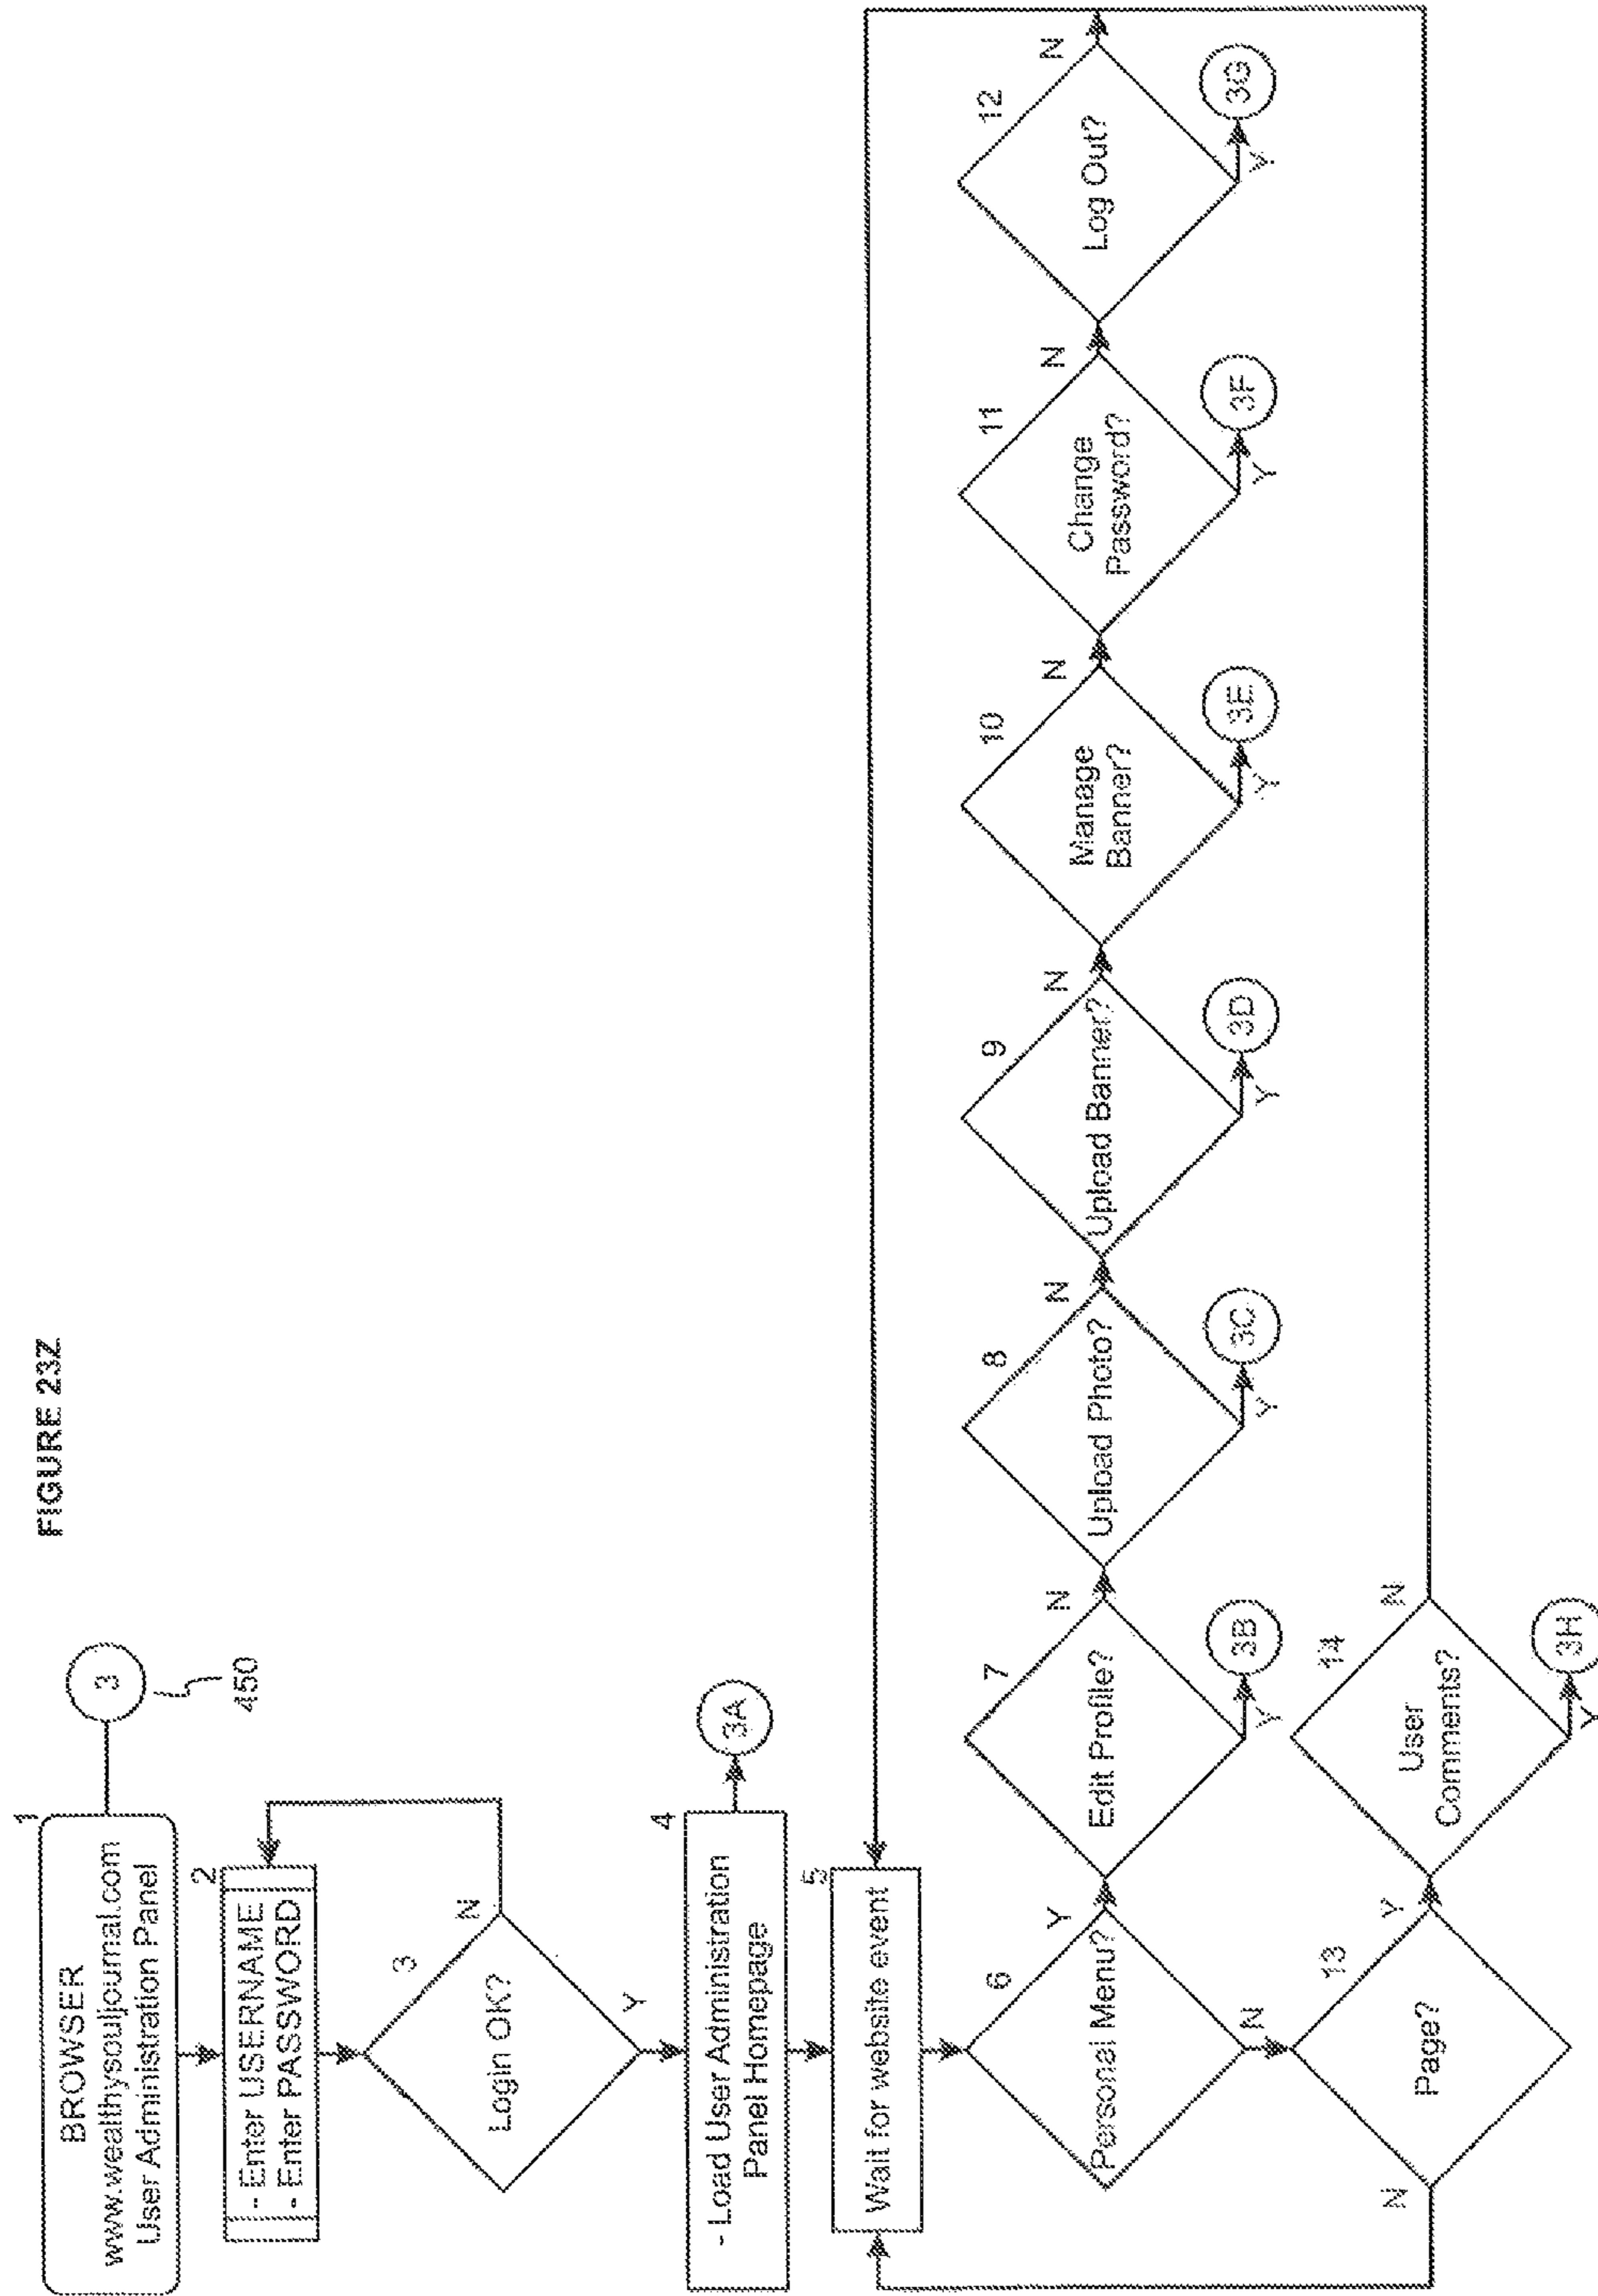 FIGURE 23Z
3
450
1
BROWSER
www.wealthysouljournal.com
User Administration Panel
2
- Enter USERNAME
- Enter PASSWORD
3
Login OK?
N
Y
4
- Load User Administration
Panel Homepage
3A
5
Wait for website event
6
Personal Menu?
Y
N
7
Edit Profile?
N
Y
3B
8
Upload Photo?
N
Y
3C
9
Upload Banner?
N
Y
3D
10
Manage
Banner?
N
Y
3E
11
Change
Password?
N
Y
3F
12
Log Out?
N
Y
3G
13
Page?
Y
N
14
User
Comments?
N
Y
3H